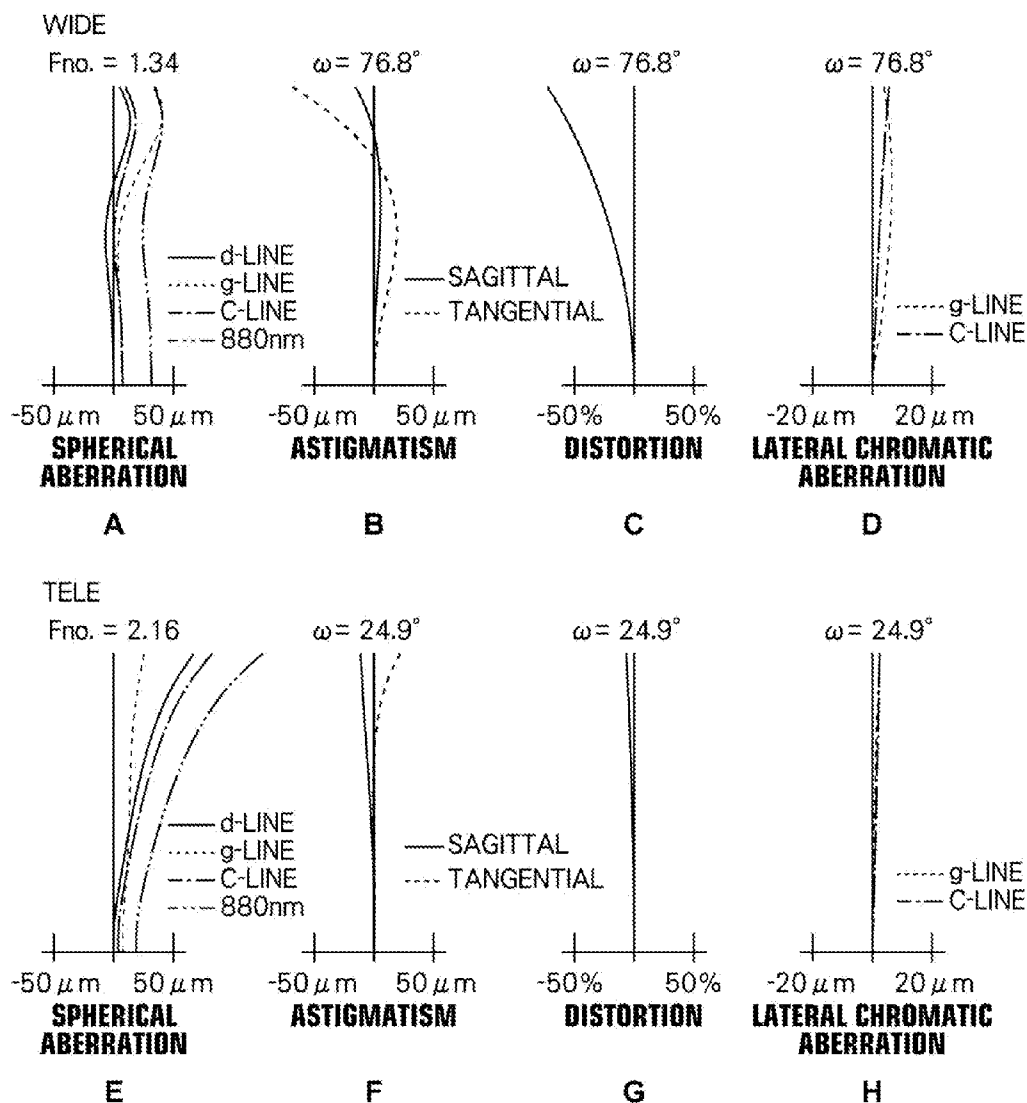 WIDE
Fno. = 1.34
ω = 76.8°
ω = 76.8°
ω = 76.8°
d-LINE
g-LINE
C-LINE
880nm
SAGITTAL
TANGENTIAL
g-LINE
C-LINE
-50 μm 50 μm
-50 μm 50 μm
-50% 50%
-20 μm 20 μm
SPHERICAL
ABERRATION
ASTIGMATISM
DISTORTION
LATERAL CHROMATIC
ABERRATION
A
B
C
D
TELE
Fno. = 2.16
ω = 24.9°
ω = 24.9°
ω = 24.9°
d-LINE
g-LINE
C-LINE
880nm
SAGITTAL
TANGENTIAL
g-LINE
C-LINE
-50 μm 50 μm
-50 μm 50 μm
-50% 50%
-20 μm 20 μm
SPHERICAL
ABERRATION
ASTIGMATISM
DISTORTION
LATERAL CHROMATIC
ABERRATION
E
F
G
H